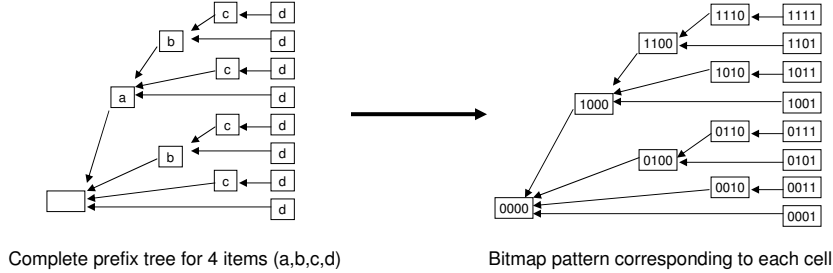 c d 1110 1111
b d 1100 1101
c d 1010 1011
a d 1000 1001
c d 0110 0111
b d 0100 0101
c d 0010 0011
d 0000 0001
Complete prefix tree for 4 items (a,b,c,d)
Bitmap pattern corresponding to each cell